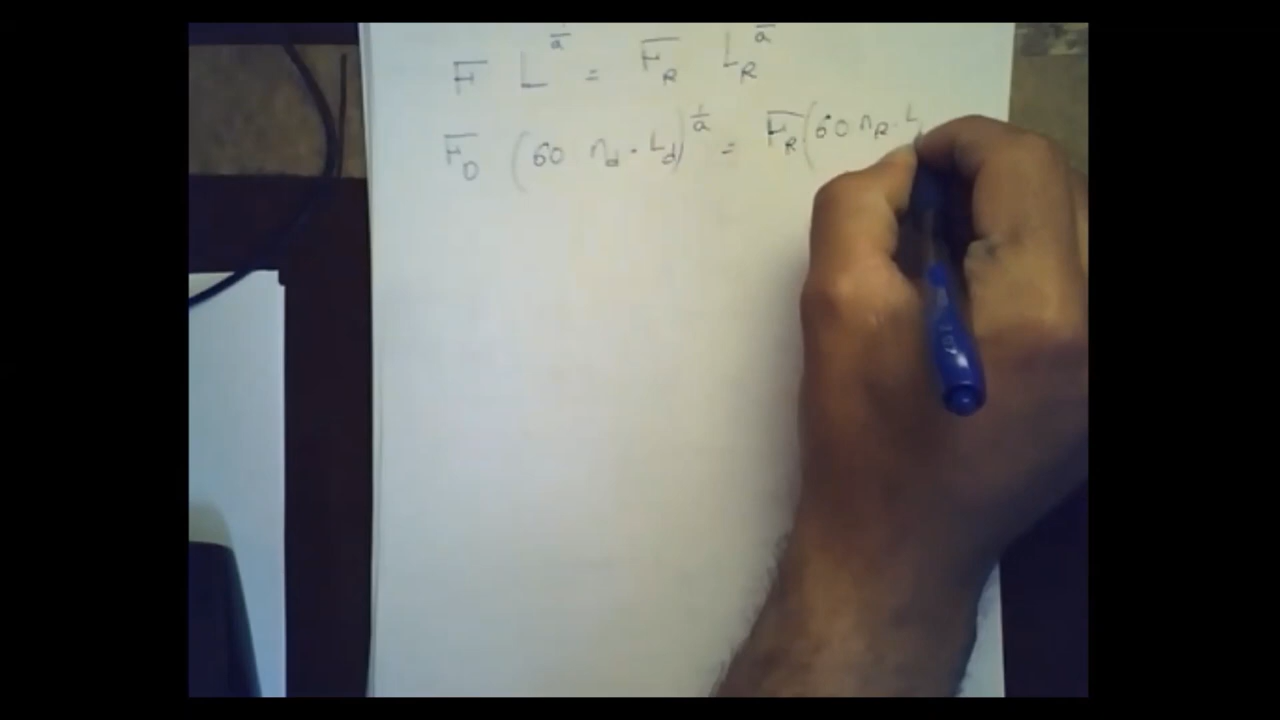 F L^{1/a} = F_R L_R^{1/a}
F_D (60 n_d · L_d)^{1/a} = F_R (60 n_R · L